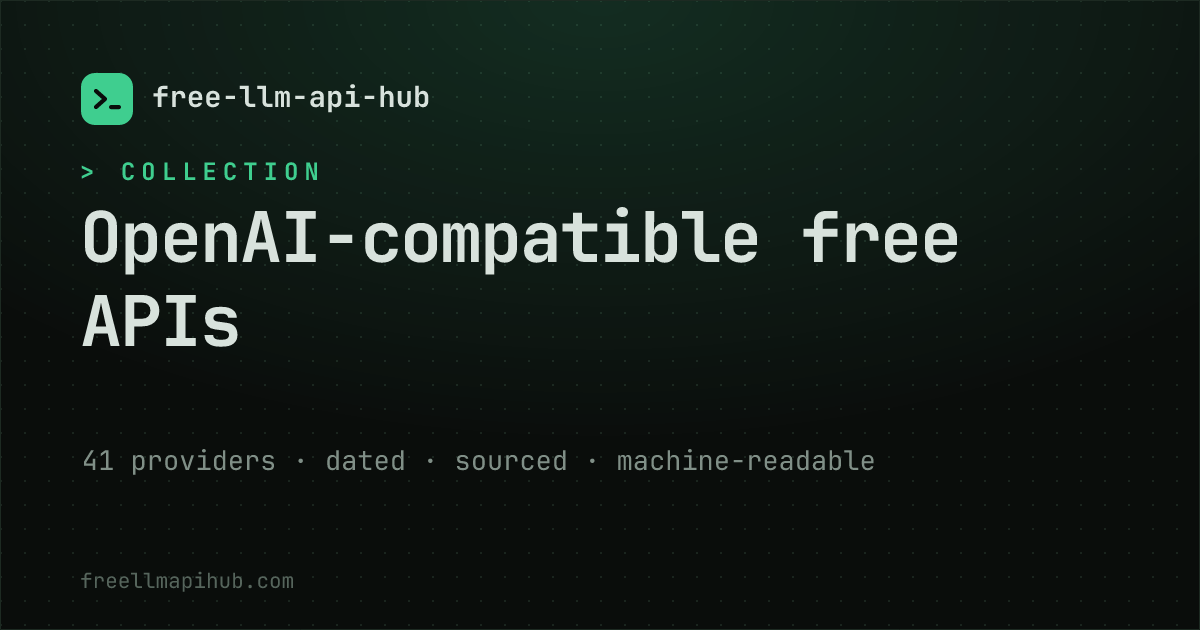 free-llm-api-hub
> COLLECTION
OpenAI-compatible free
APIs
41 providers · dated · sourced · machine-readable
freellmapihub.com